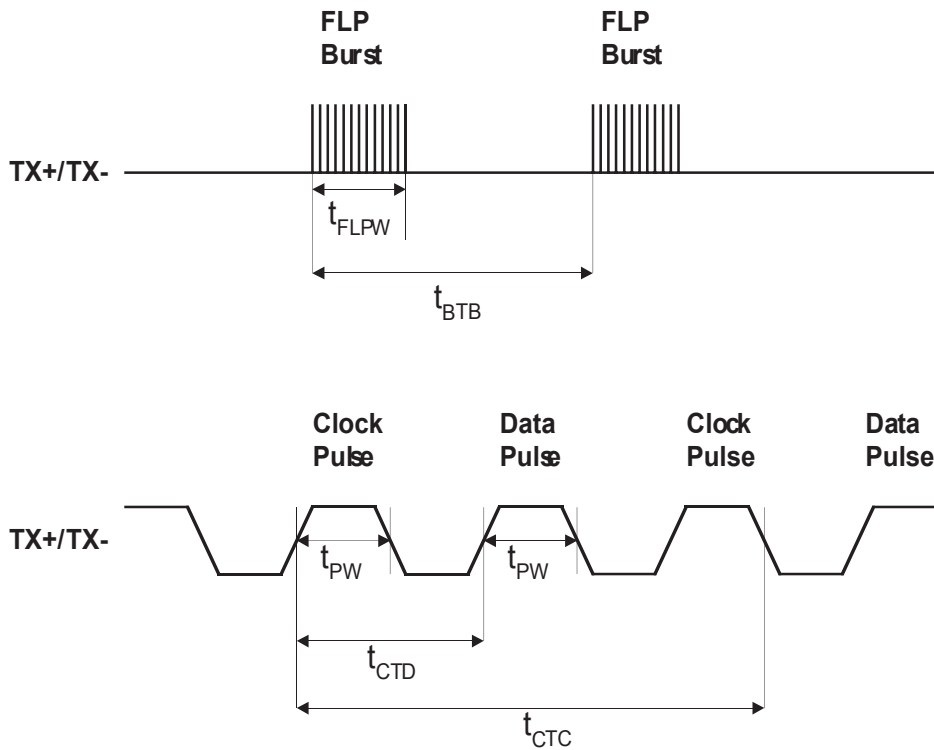 FLP
Burst
FLP
Burst
TX+/TX-
tFLPW
tBTB
Clock
Pulse
Data
Pulse
Clock
Pulse
Data
Pulse
TX+/TX-
tPW
tPW
tCTD
tCTC